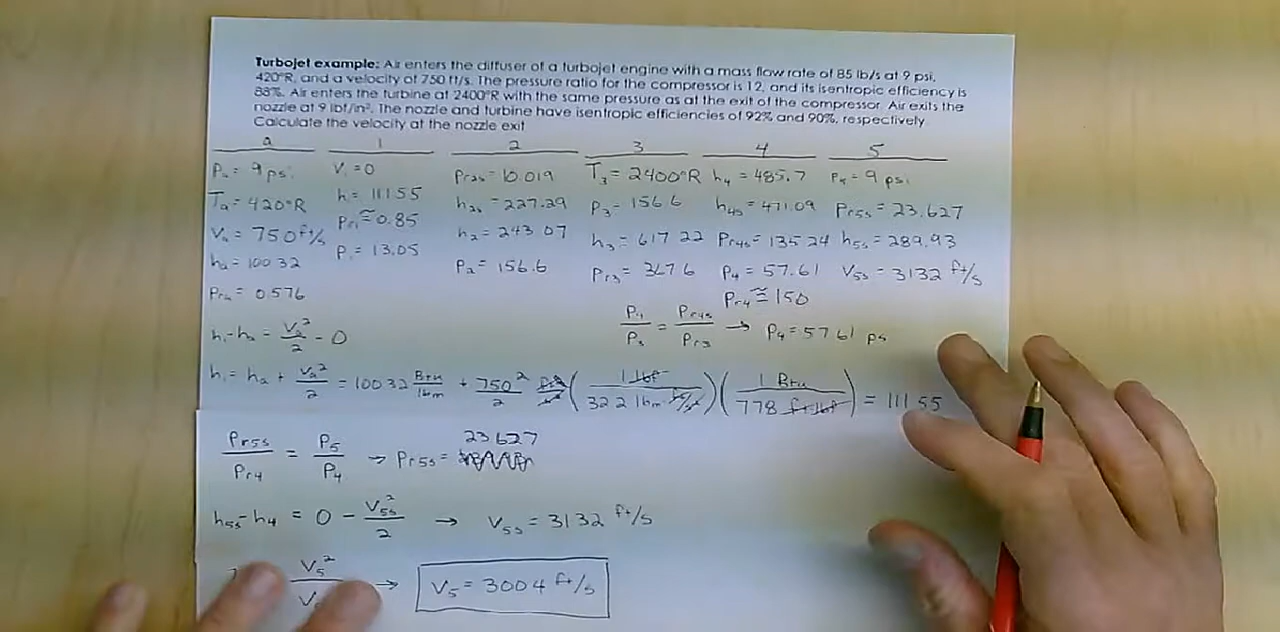 Turbojet example: Air enters the diffuser of a turbojet engine with a mass flow rate of 85 lb/s at 9 psi,
420°R, and a velocity of 750 ft/s. The pressure ratio for the compressor is 12, and its isentropic efficiency is
88%. Air enters the turbine at 2400°R with the same pressure as at the exit of the compressor. Air exits the
nozzle at 9 lbf/in². The nozzle and turbine have isentropic efficiencies of 92% and 90%, respectively
Calculate the velocity at the nozzle exit
a 1 2 3 4 5
Pa = 9 psi V1 = 0 Pr2s = 10.019 T3 = 2400°R h4 = 485.7 P5 = 9 psi
Ta = 420°R h1 = 111.55 h2s = 237.29 P3 = 156.6 h4s = 471.09 Pr5s = 23.627
Va = 750 ft/s Pr1 ≅ 0.85 h2 = 243.07 h3 = 617.22 Pr4s = 135.24 h5s = 289.93
ha = 100.32 P1 = 13.05 P2 = 156.6 Pr3 = 367.6 P4 = 57.61 V5s = 3132 ft/s
Pra = 0.576 Pr4 ≅ 150
P4/P3 = Pr4s/Pr3 → P4 = 57.61 ps
h1-ha = Va²/2 - 0
h1 = ha + Va²/2 = 100.32 Btu/lbm + 750²/2 ft²/s² (1 lbf/32.2 lbm ft/s²)(1 Btu/778 ft·lbf) = 111.55
Pr5s/Pr4 = P5/P4 → Pr5s = 23.627
h5s-h4 = 0 - V5s²/2 → V5s = 3132 ft/s
V5² → V5 = 3004 ft/s